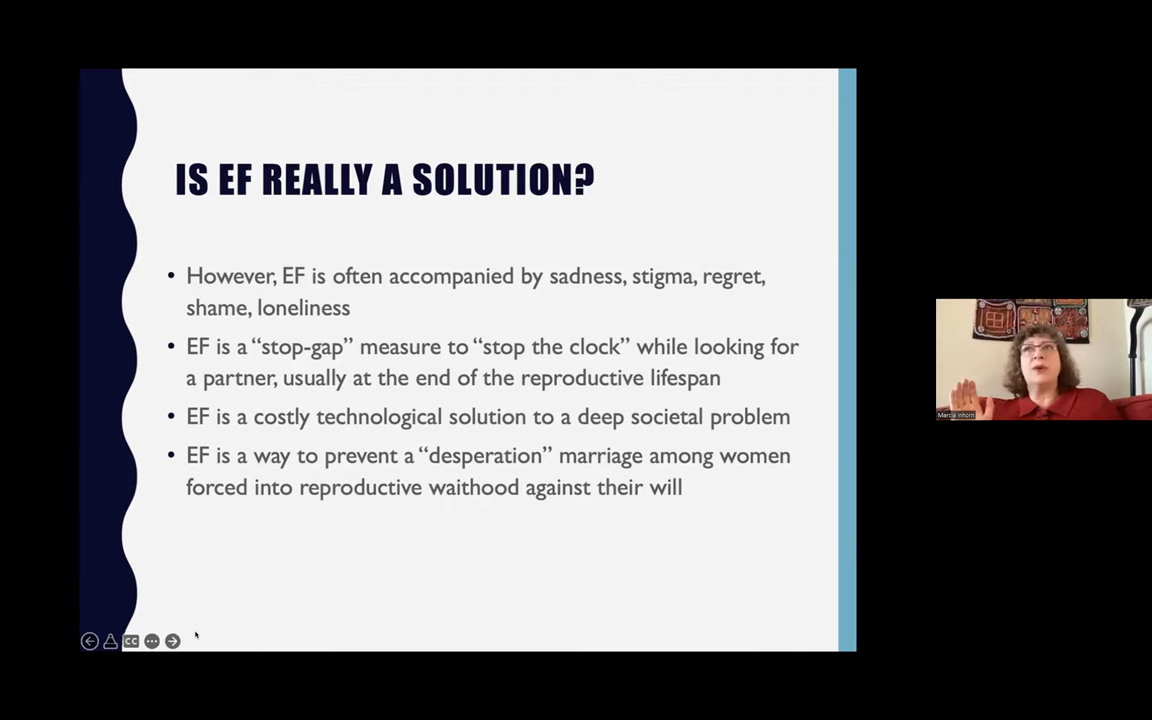 IS EF REALLY A SOLUTION?
• However, EF is often accompanied by sadness, stigma, regret,
shame, loneliness
• EF is a “stop-gap” measure to “stop the clock” while looking for
a partner, usually at the end of the reproductive lifespan
• EF is a costly technological solution to a deep societal problem
• EF is a way to prevent a “desperation” marriage among women
forced into reproductive waithood against their will
Marcia Inhorn
CC